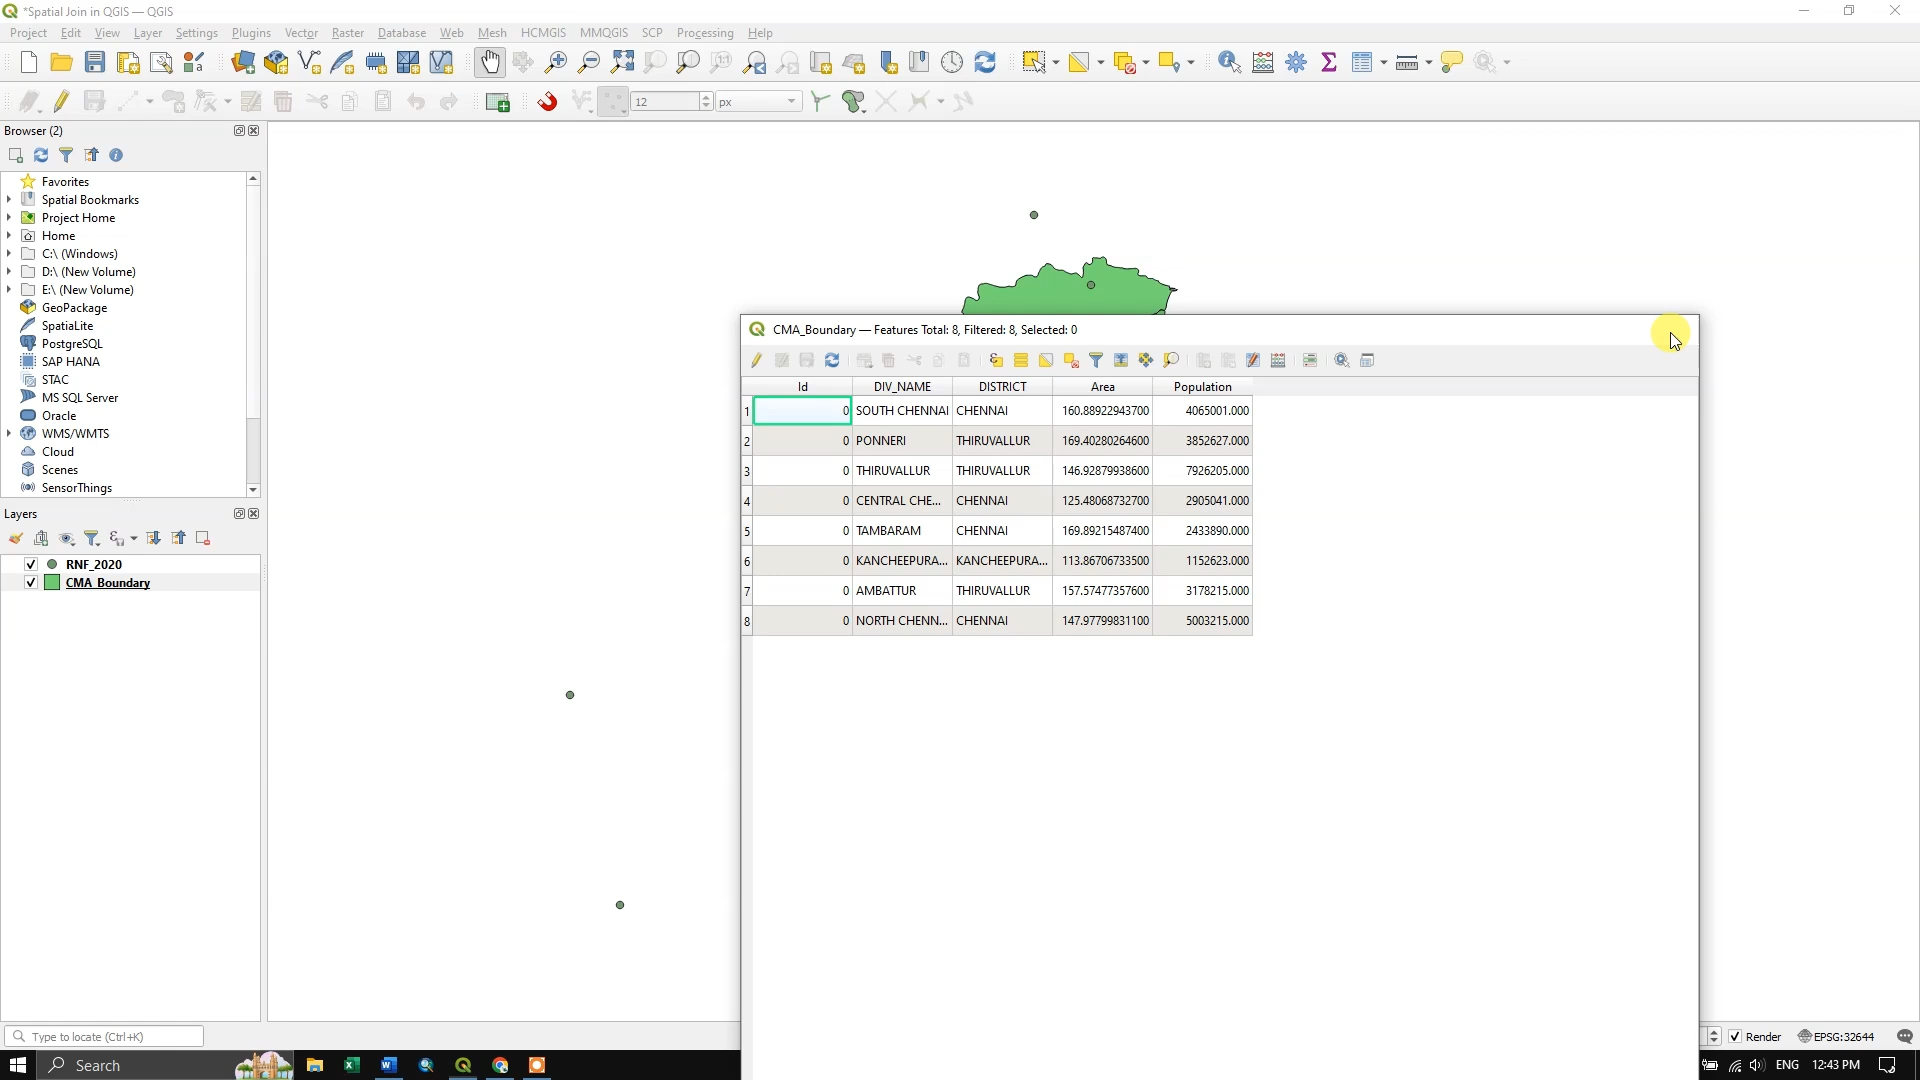 *Spatial Join in QGIS — QGIS
Project Edit View Layer Settings Plugins Vector Raster Database Web Mesh HCMGIS MMQGIS SCP Processing Help
12 px
Browser (2)
Favorites
Spatial Bookmarks
Project Home
Home
C:\ (Windows)
D:\ (New Volume)
E:\ (New Volume)
GeoPackage
SpatiaLite
PostgreSQL
SAP HANA
STAC
MS SQL Server
Oracle
WMS/WMTS
Cloud
Scenes
SensorThings
Layers
RNF_2020
CMA_Boundary
CMA_Boundary — Features Total: 8, Filtered: 8, Selected: 0
Id DIV_NAME DISTRICT Area Population
1 0 SOUTH CHENNAI CHENNAI 160.88922943700 4065001.000
2 0 PONNERI THIRUVALLUR 169.40280264600 3852627.000
3 0 THIRUVALLUR THIRUVALLUR 146.92879938600 7926205.000
4 0 CENTRAL CHE... CHENNAI 125.48068732700 2905041.000
5 0 TAMBARAM CHENNAI 169.89215487400 2433890.000
6 0 KANCHEEPURA... KANCHEEPURA... 113.86706733500 1152623.000
7 0 AMBATTUR THIRUVALLUR 157.57477357600 3178215.000
8 0 NORTH CHENN... CHENNAI 147.97799831100 5003215.000
Type to locate (Ctrl+K)
Render EPSG:32644
Search
ENG 12:43 PM